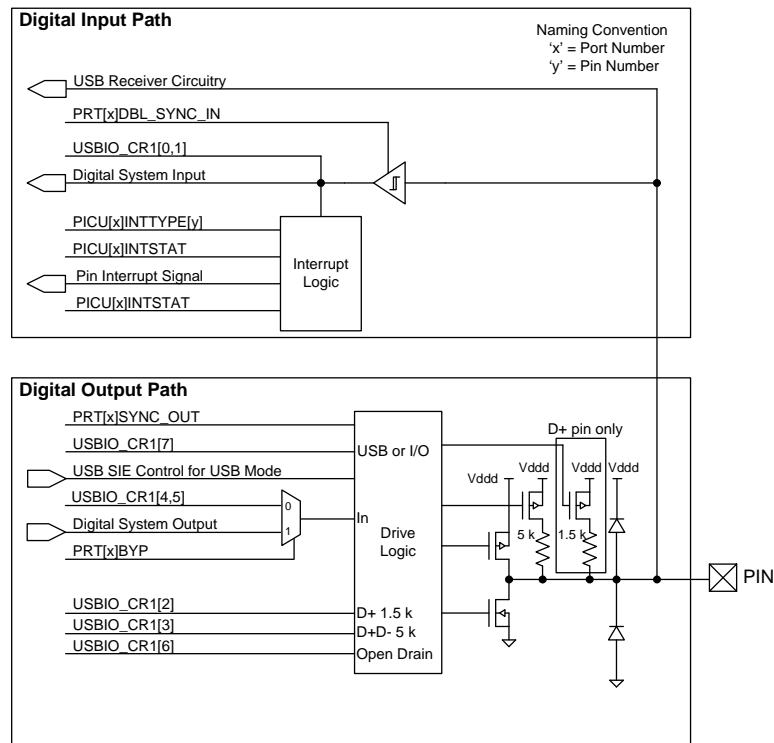 Digital Input Path
Naming Convention
'x' = Port Number
'y' = Pin Number
USB Receiver Circuitry
PRT[x]DBL_SYNC_IN
USBIO_CR1[0,1]
Digital System Input
PICU[x]INTTYPE[y]
PICU[x]INTSTAT
Pin Interrupt Signal
PICU[x]INTSTAT
Interrupt
Logic
Digital Output Path
PRT[x]SYNC_OUT
USBIO_CR1[7]
USB SIE Control for USB Mode
USBIO_CR1[4,5]
Digital System Output
PRT[x]BYP
0
1
USBIO_CR1[2]
USBIO_CR1[3]
USBIO_CR1[6]
USB or I/O
In
Drive
Logic
D+ 1.5 k
D+D- 5 k
Open Drain
D+ pin only
Vddd
Vddd
Vddd
Vddd
5 k
1.5 k
PIN